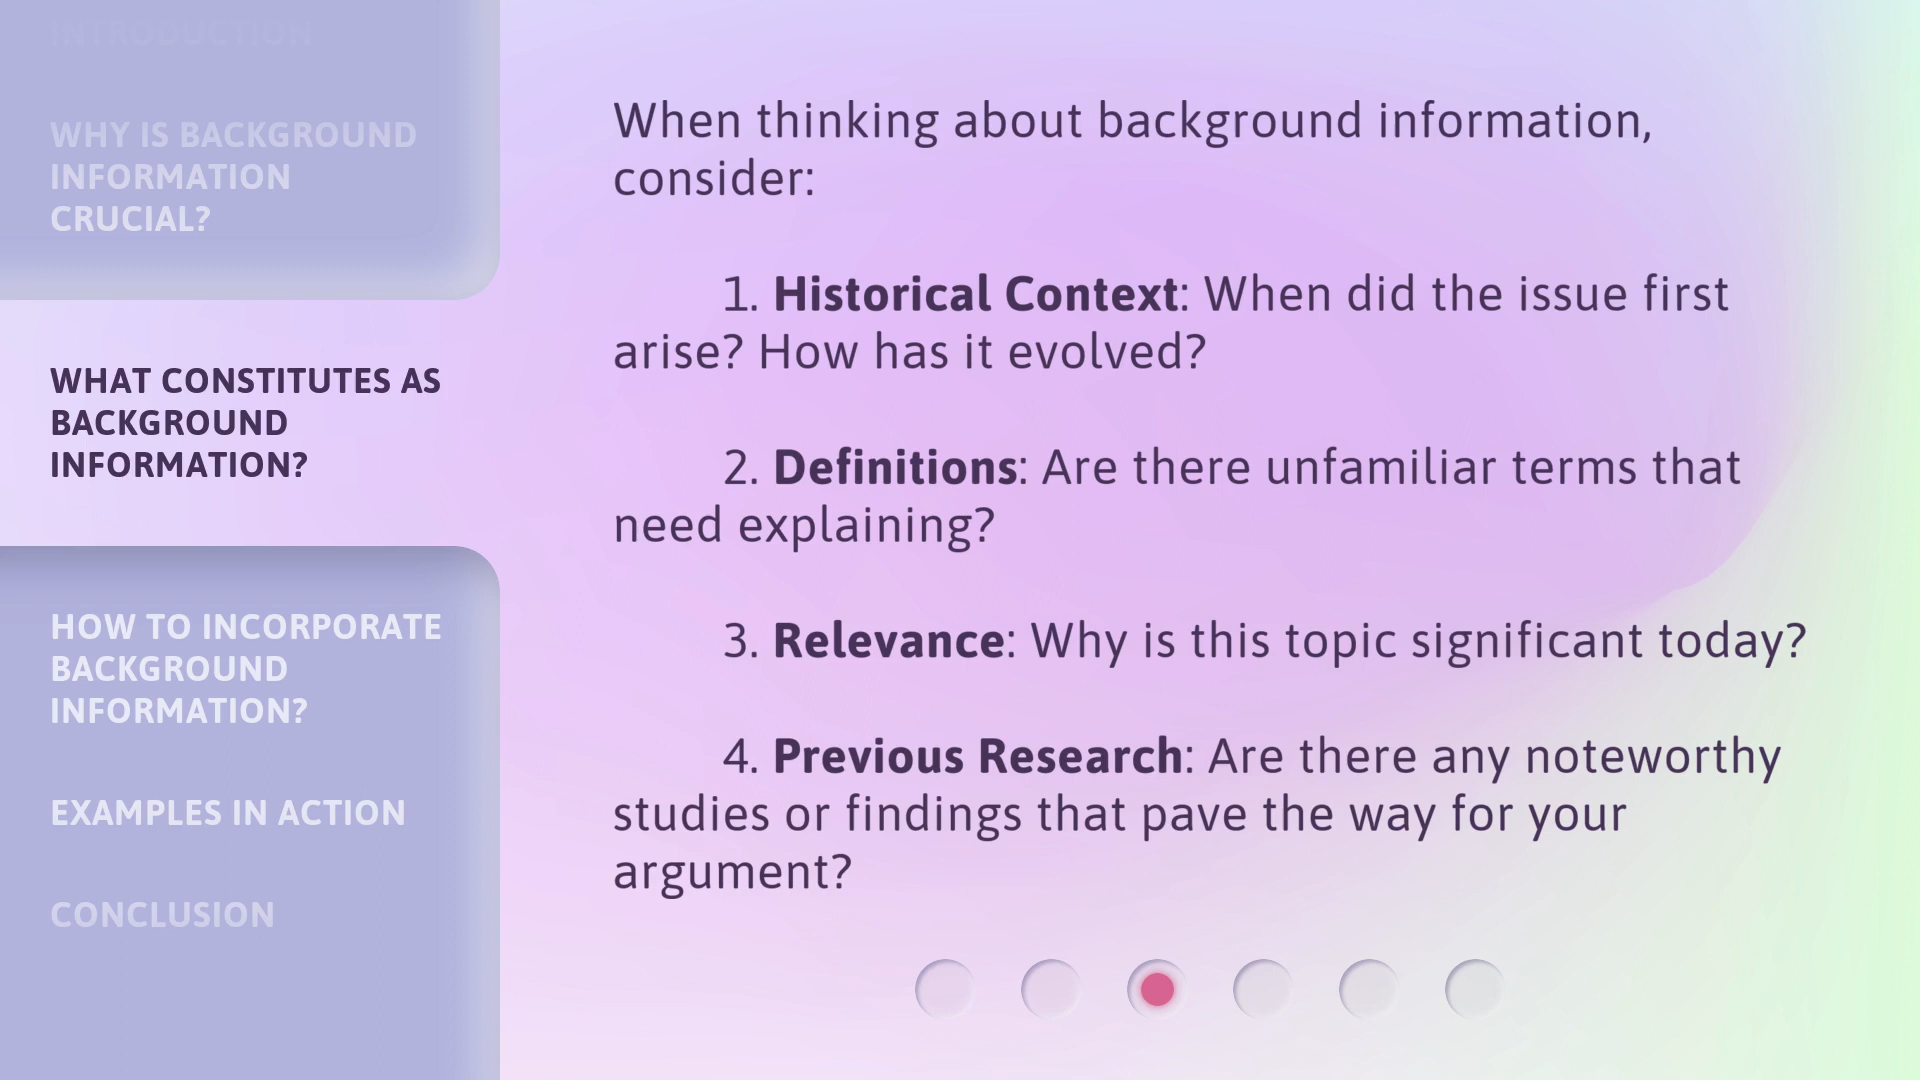 INTRODUCTION
WHY IS BACKGROUND
INFORMATION
CRUCIAL?
WHAT CONSTITUTES AS
BACKGROUND
INFORMATION?
HOW TO INCORPORATE
BACKGROUND
INFORMATION?
EXAMPLES IN ACTION
CONCLUSION
When thinking about background information,
consider:
1. Historical Context: When did the issue first
arise? How has it evolved?
2. Definitions: Are there unfamiliar terms that
need explaining?
3. Relevance: Why is this topic significant today?
4. Previous Research: Are there any noteworthy
studies or findings that pave the way for your
argument?